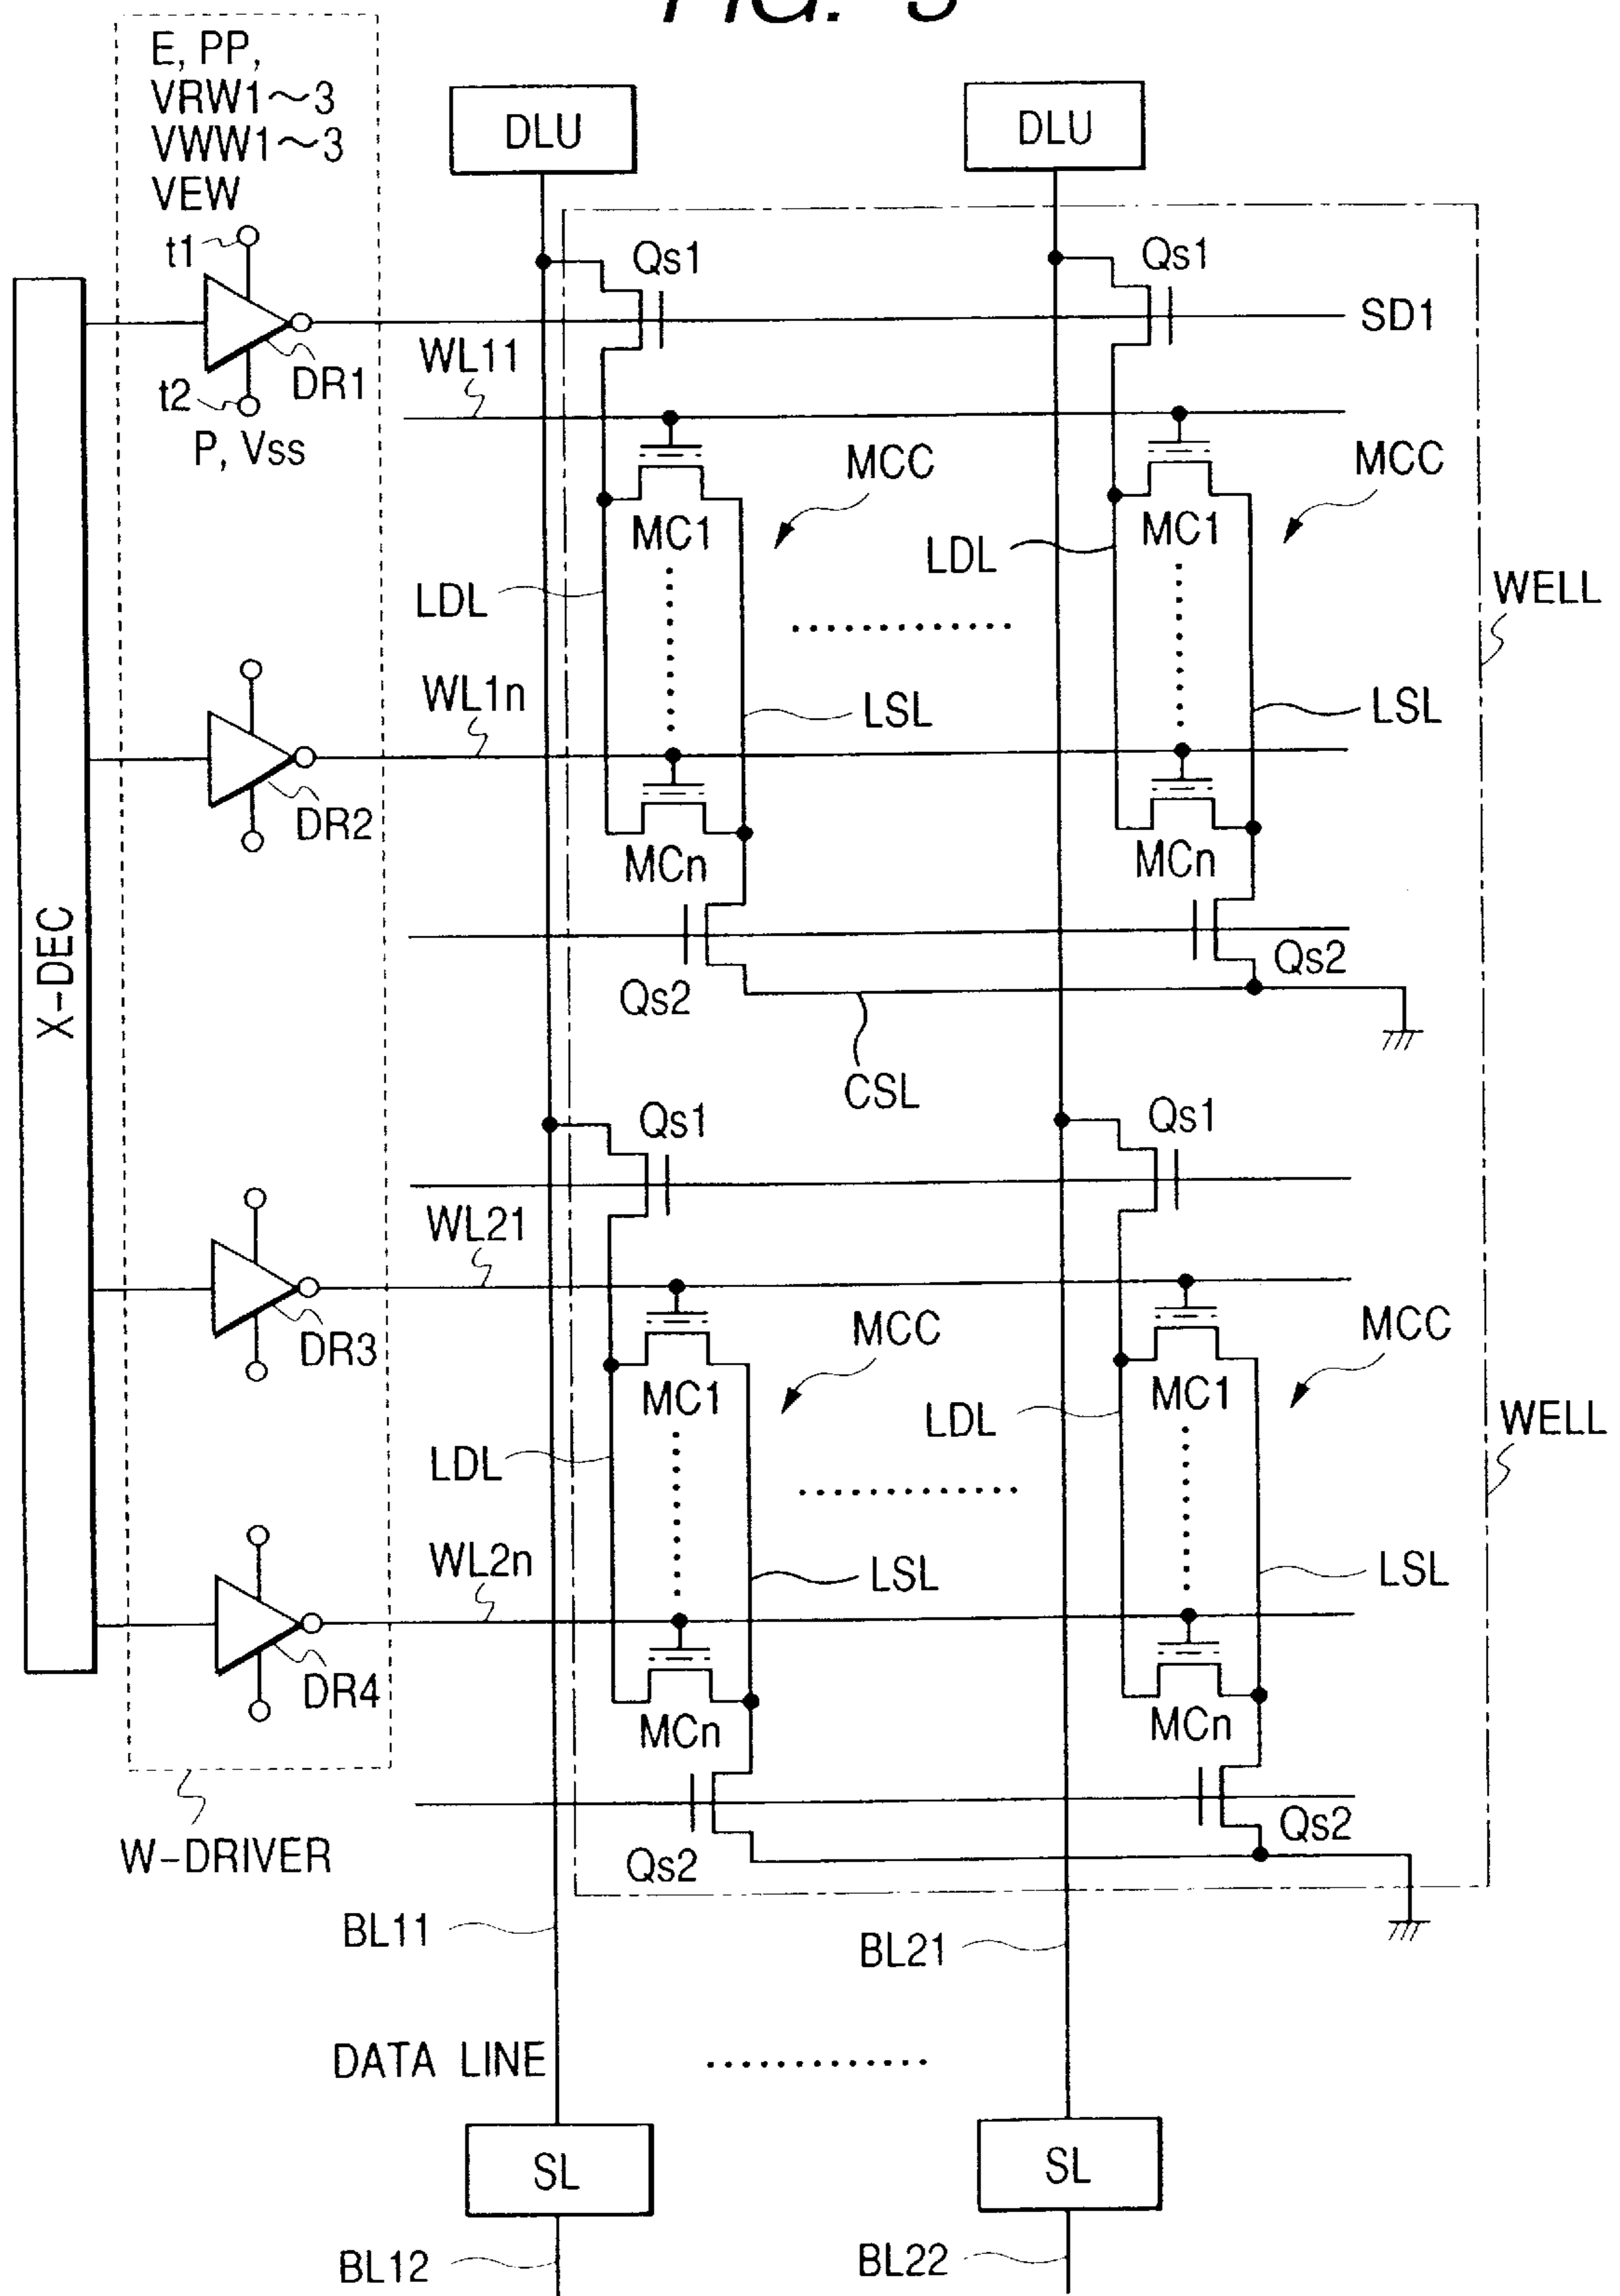 FIG. 3
E, PP,
VRW1~3
VWW1~3
VEW
DLU
DLU
t1
Qs1
Qs1
SD1
DR1
WL11
t2
P, Vss
MCC
MCC
MC1
MC1
LDL
LDL
WELL
WL1n
LSL
LSL
DR2
MCn
MCn
X-DEC
Qs2
Qs2
CSL
Qs1
Qs1
WL21
DR3
MCC
MCC
MC1
MC1
LDL
LDL
WELL
WL2n
LSL
LSL
DR4
MCn
MCn
Qs2
Qs2
W-DRIVER
BL11
BL21
DATA LINE
SL
SL
BL12
BL22